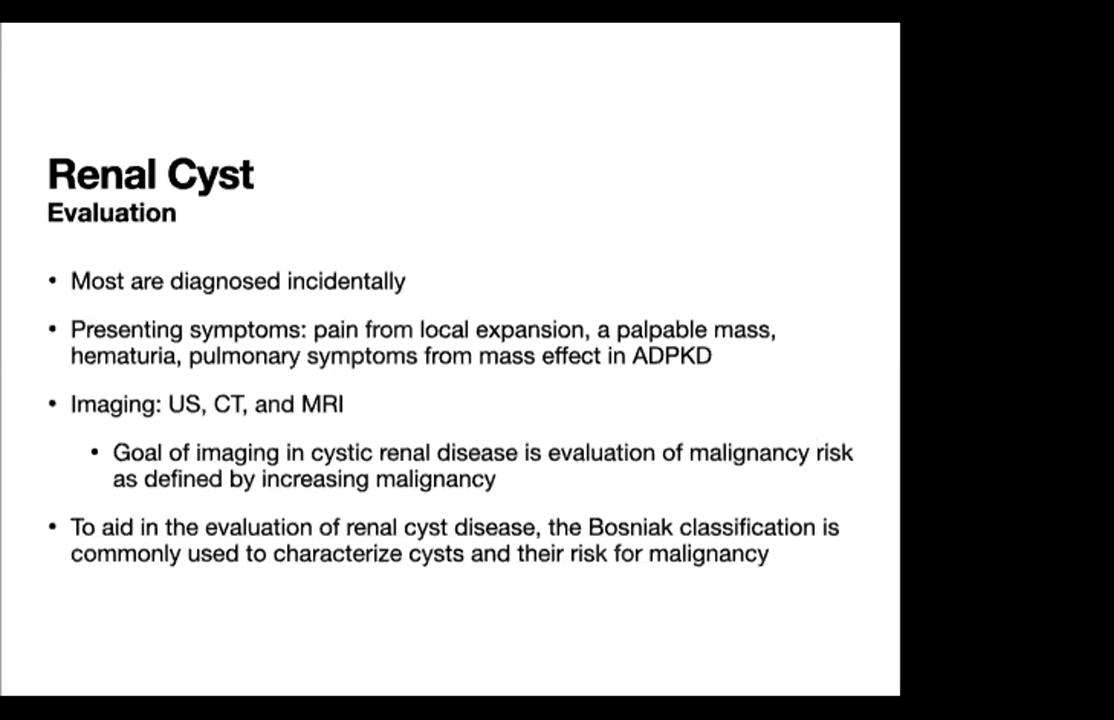 Renal Cyst
Evaluation
• Most are diagnosed incidentally
• Presenting symptoms: pain from local expansion, a palpable mass,
hematuria, pulmonary symptoms from mass effect in ADPKD
• Imaging: US, CT, and MRI
• Goal of imaging in cystic renal disease is evaluation of malignancy risk
as defined by increasing malignancy
• To aid in the evaluation of renal cyst disease, the Bosniak classification is
commonly used to characterize cysts and their risk for malignancy